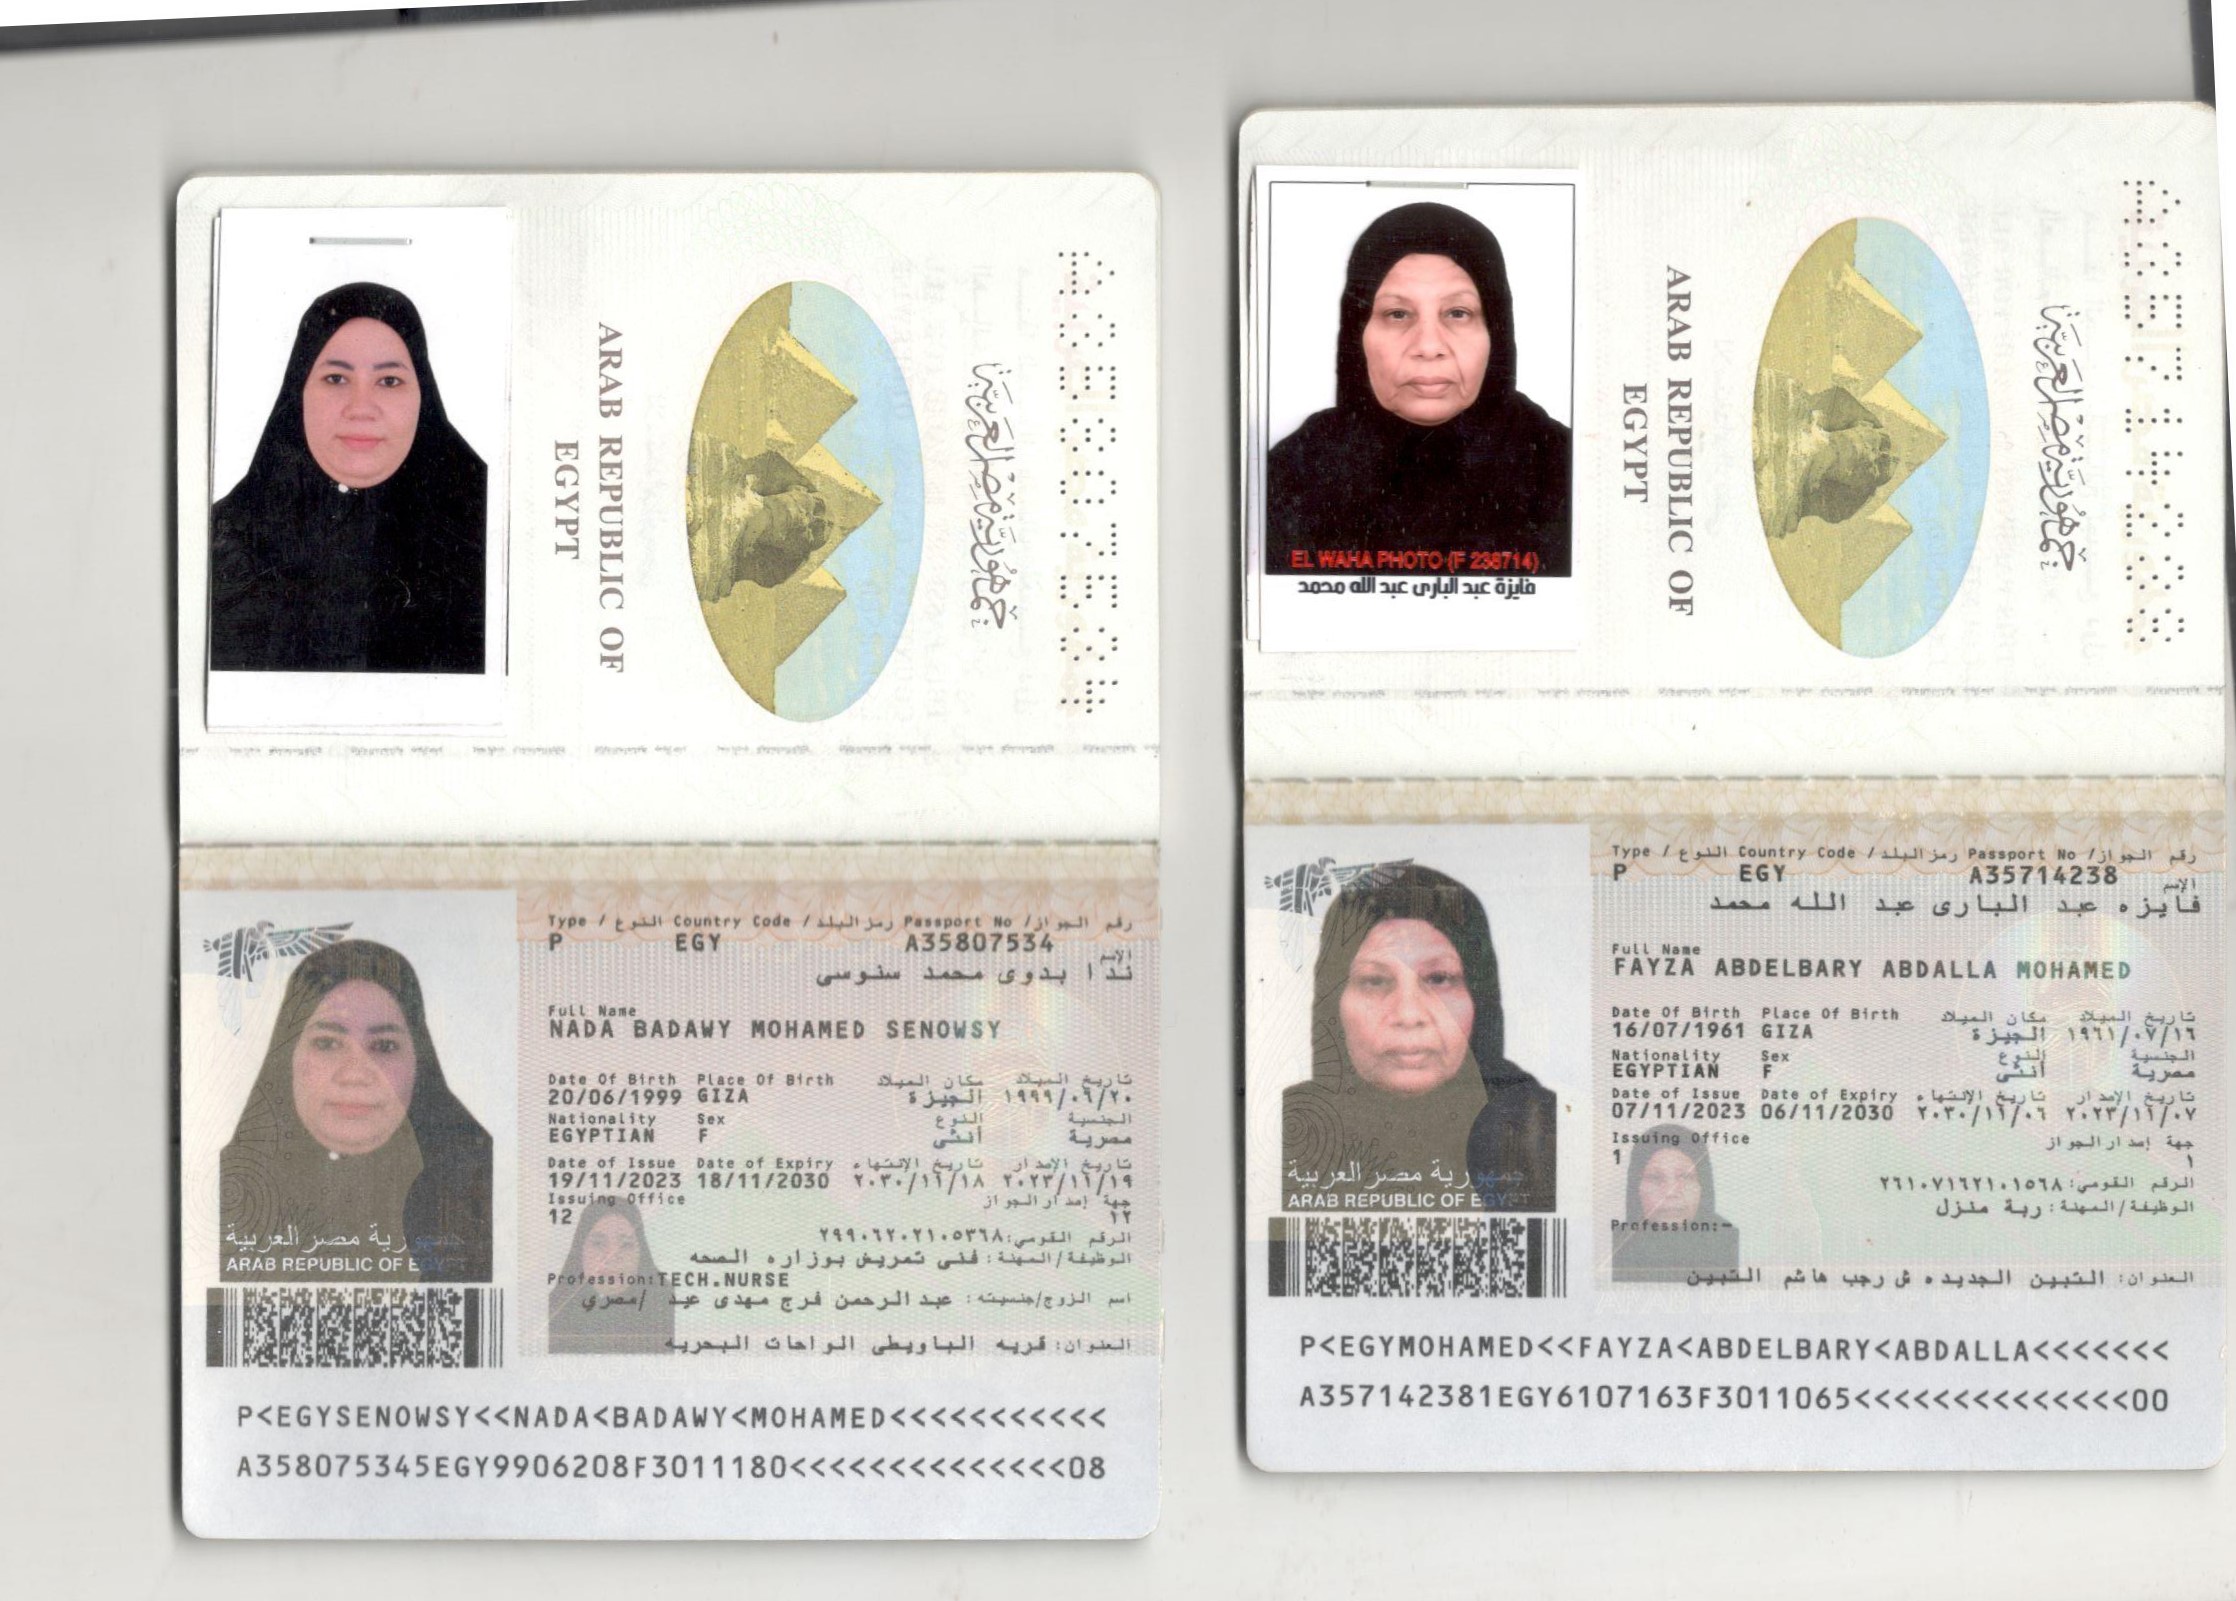 ARAB REPUBLIC OF
EGYPT
جمهورية مصر العربية
A35807534
Type / النوع Country Code / رمز البلد Passport No / رقم الجواز
P EGY A35807534
الإسم
ندا بدوى محمد سنوسى
Full Name
NADA BADAWY MOHAMED SENOWSY
Date Of Birth Place Of Birth مكان الميلاد تاريخ الميلاد
20/06/1999 GIZA الجيزة ١٩٩٩/٠٦/٢٠
Nationality Sex النوع الجنسية
EGYPTIAN F أنثى مصرية
Date of Issue Date of Expiry تاريخ الإنتهاء تاريخ الإصدار
19/11/2023 18/11/2030 ٢٠٣٠/١١/١٨ ٢٠٢٣/١١/١٩
Issuing Office جهة إصدار الجواز
12 ١٢
الرقم القومي: ٢٩٩٠٦٢٠٢١٠٥٣٦٨
الوظيفة/المهنة: فنى تمريض بوزاره الصحه
Profession:TECH.NURSE
اسم الزوج/جنسيته: عبد الرحمن فرج مهدى عيد /مصري
العنوان: قريه الباويطى الواحات البحريه
جمهورية مصر العربية
ARAB REPUBLIC OF EGYPT
P<EGYSENOWSY<<NADA<BADAWY<MOHAMED<<<<<<<<<<<
A358075345EGY9906208F3011180<<<<<<<<<<<<<<08
EL WAHA PHOTO (F 238714)
فايزة عبد البارى عبد الله محمد
ARAB REPUBLIC OF
EGYPT
جمهورية مصر العربية
A35714238
Type / النوع Country Code / رمز البلد Passport No / رقم الجواز
P EGY A35714238
الإسم
فايزه عبد البارى عبد الله محمد
Full Name
FAYZA ABDELBARY ABDALLA MOHAMED
Date Of Birth Place Of Birth مكان الميلاد تاريخ الميلاد
16/07/1961 GIZA الجيزة ١٩٦١/٠٧/١٦
Nationality Sex النوع الجنسية
EGYPTIAN F أنثى مصرية
Date of Issue Date of Expiry تاريخ الإنتهاء تاريخ الإصدار
07/11/2023 06/11/2030 ٢٠٣٠/١١/٠٦ ٢٠٢٣/١١/٠٧
Issuing Office جهة إصدار الجواز
1 ١
الرقم القومي: ٢٦١٠٧١٦٢١٠١٥٦٨
الوظيفة/المهنة: ربة منزل
Profession:-
العنوان: التبين الجديده ش رجب هاشم التبين
جمهورية مصر العربية
ARAB REPUBLIC OF EGYPT
P<EGYMOHAMED<<FAYZA<ABDELBARY<ABDALLA<<<<<<<
A357142381EGY6107163F3011065<<<<<<<<<<<<<<00